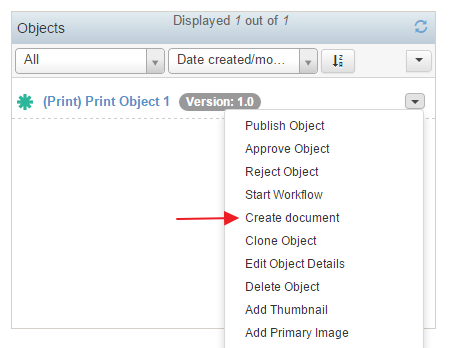 Objects
Displayed 1 out of 1
All
Date created/mo...
(Print) Print Object 1
Version: 1.0
Publish Object
Approve Object
Reject Object
Start Workflow
Create document
Clone Object
Edit Object Details
Delete Object
Add Thumbnail
Add Primary Image